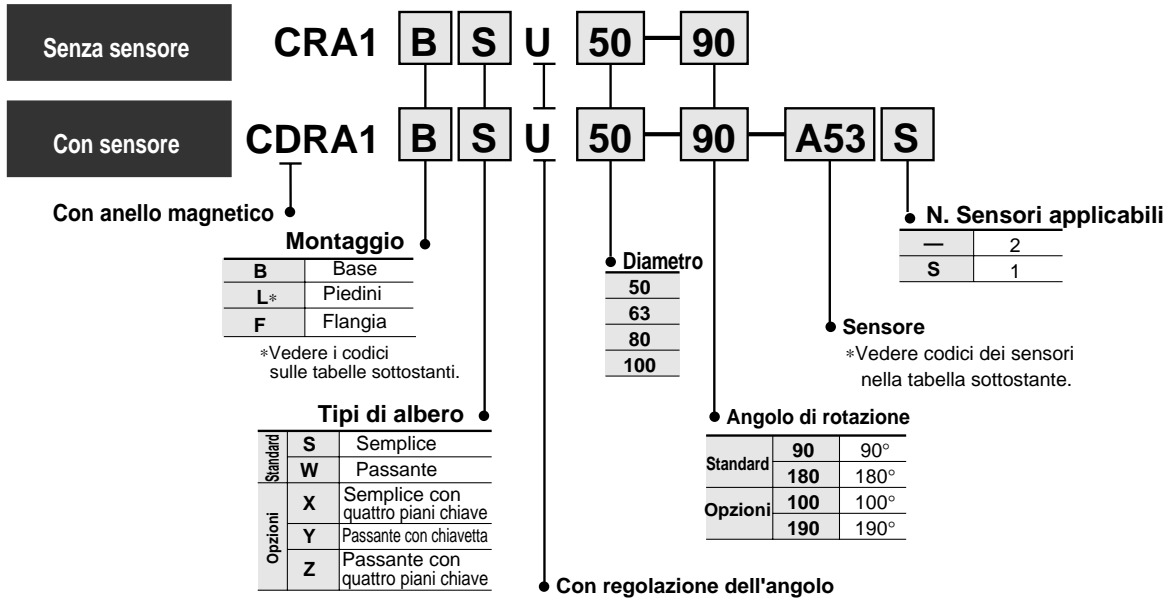 Senza sensore
CRA1 B S U 50 — 90
Con sensore
CDRA1 B S U 50 — 90 — A53 S
Con anello magnetico
Montaggio
B Base
L* Piedini
F Flangia
*Vedere i codici
sulle tabelle sottostanti.
Tipi di albero
Standard
S Semplice
W Passante
Opzioni
X Semplice con
quattro piani chiave
Y Passante con chiavetta
Z Passante con
quattro piani chiave
Con regolazione dell'angolo
Diametro
50
63
80
100
Angolo di rotazione
Standard
90 90°
180 180°
Opzioni
100 100°
190 190°
Sensore
*Vedere codici dei sensori
nella tabella sottostante.
N. Sensori applicabili
— 2
S 1